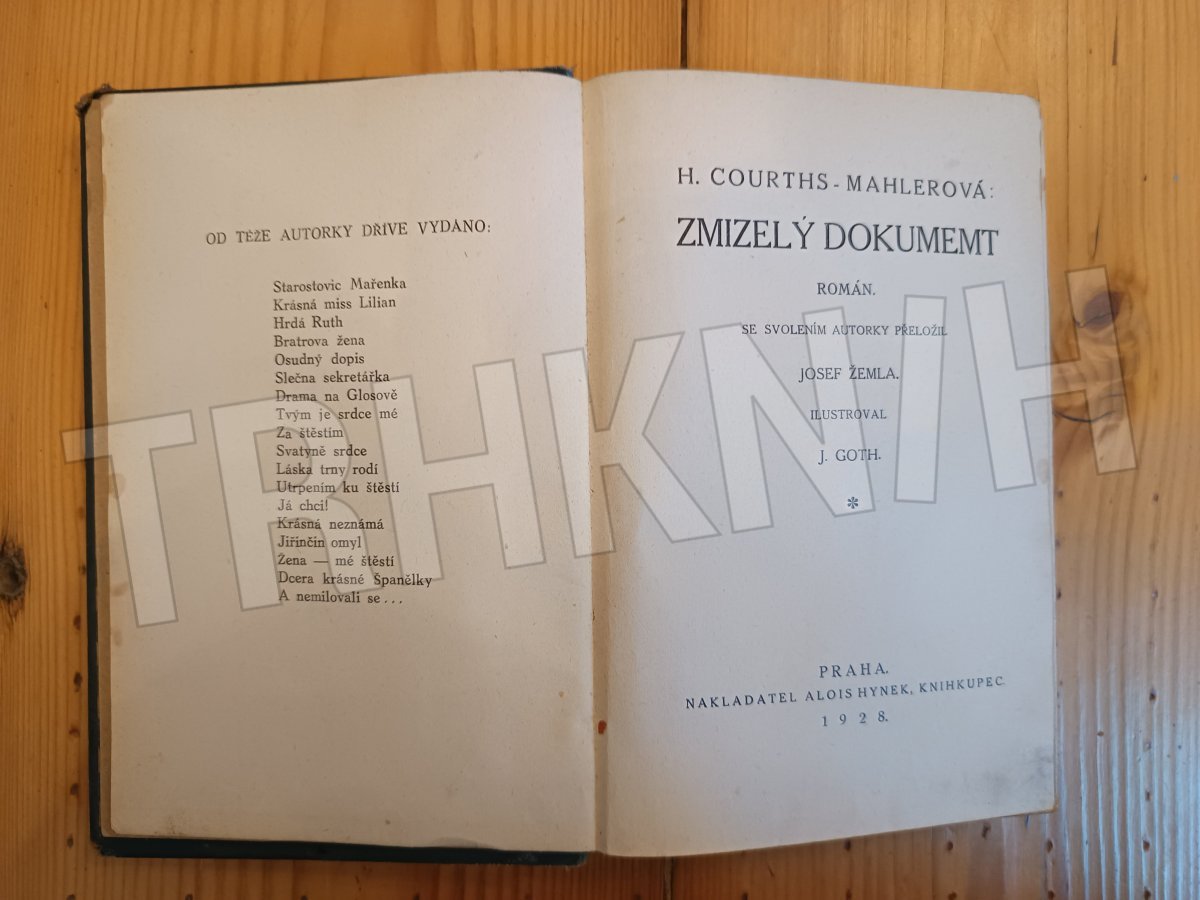 OD TÉŽE AUTORKY DŘÍVE VYDÁNO:
Starostovic Mařenka
Krásná miss Lilian
Hrdá Ruth
Bratrova žena
Osudný dopis
Slečna sekretářka
Drama na Glosově
Tvým je srdce mé
Za štěstím
Svatyně srdce
Láska trny rodí
Utrpením ku štěstí
Já chci!
Krásná neznámá
Jiřinčin omyl
Žena — mé štěstí
Dcera krásné Španělky
A nemilovali se...
H. COURTHS - MAHLEROVÁ:
ZMIZELÝ DOKUMEMT
ROMÁN.
SE SVOLENÍM AUTORKY PŘELOŽIL
JOSEF ŽEMLA.
ILUSTROVAL
J. GOTH.
*
PRAHA.
NAKLADATEL ALOIS HYNEK, KNIHKUPEC.
1928.
TRHKNIH